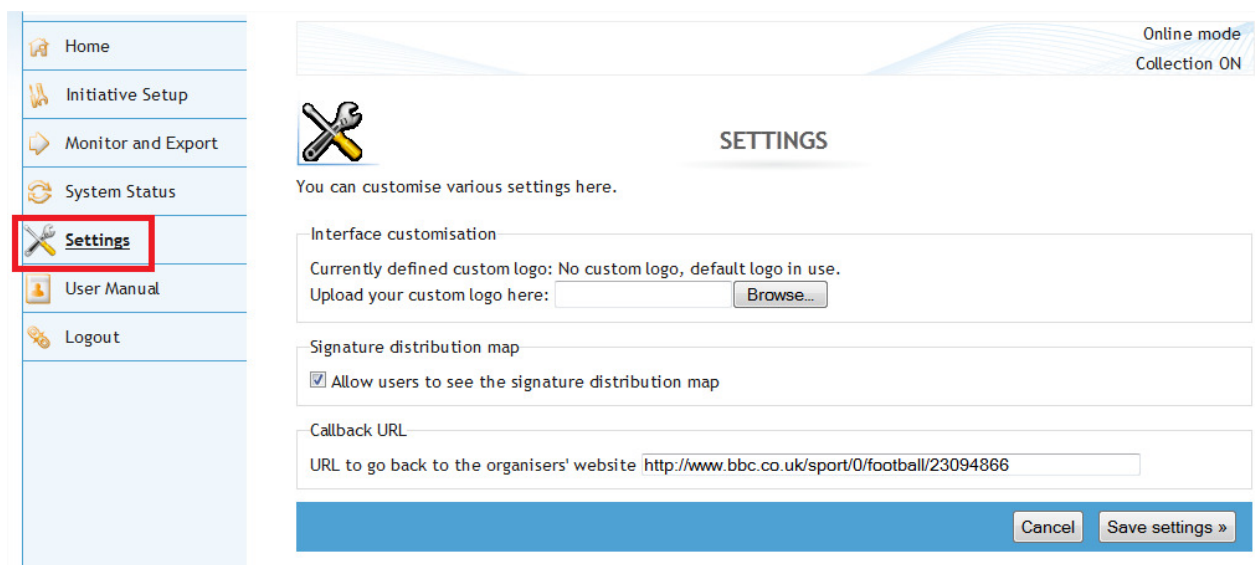 Home
Initiative Setup
Monitor and Export
System Status
Settings
User Manual
Logout
Online mode
Collection ON
SETTINGS
You can customise various settings here.
Interface customisation
Currently defined custom logo: No custom logo, default logo in use.
Upload your custom logo here: Browse...
Signature distribution map
Allow users to see the signature distribution map
Callback URL
URL to go back to the organisers' website http://www.bbc.co.uk/sport/0/football/23094866
Cancel Save settings »